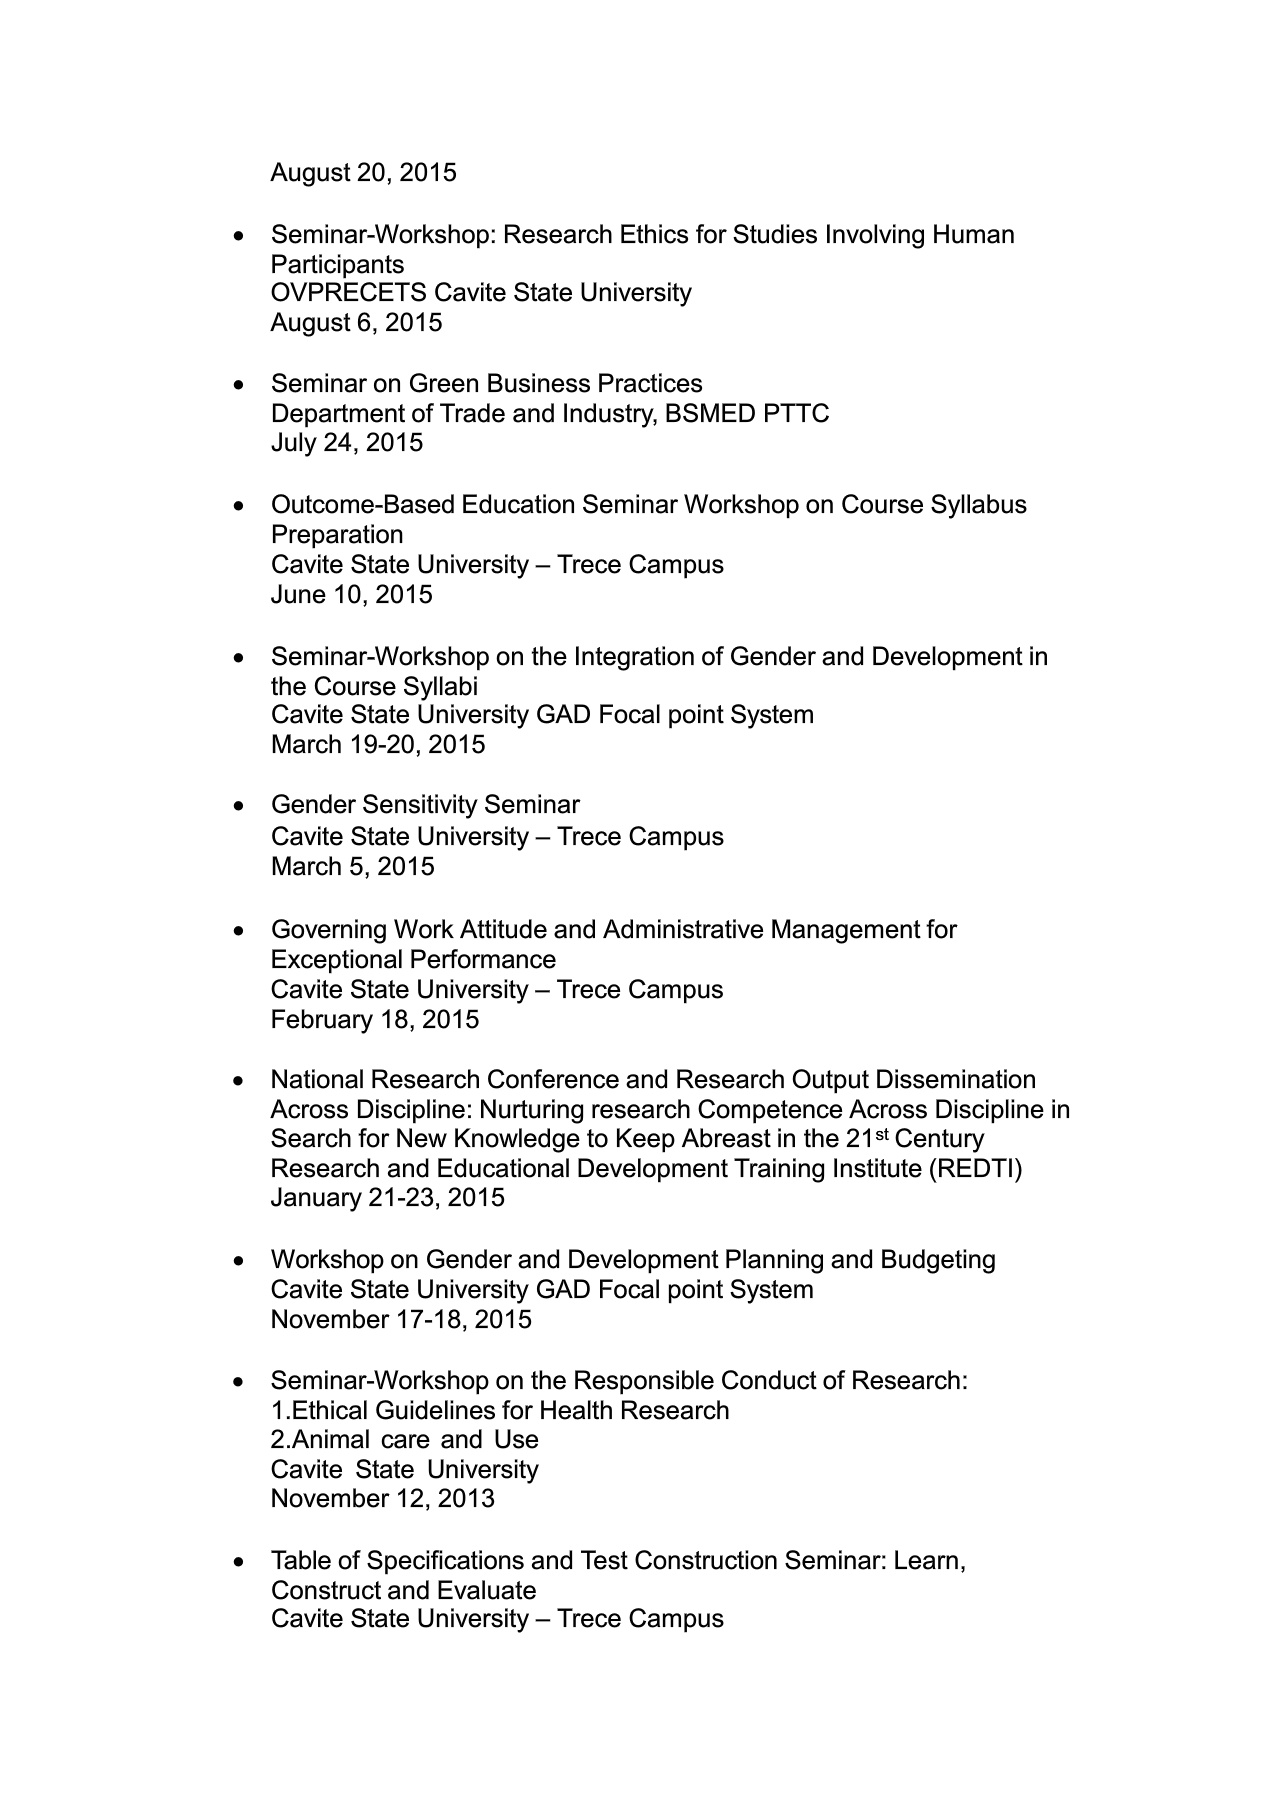 August 20, 2015
• Seminar-Workshop: Research Ethics for Studies Involving Human
Participants
OVPRECETS Cavite State University
August 6, 2015
• Seminar on Green Business Practices
Department of Trade and Industry, BSMED PTTC
July 24, 2015
• Outcome-Based Education Seminar Workshop on Course Syllabus
Preparation
Cavite State University – Trece Campus
June 10, 2015
• Seminar-Workshop on the Integration of Gender and Development in
the Course Syllabi
Cavite State University GAD Focal point System
March 19-20, 2015
• Gender Sensitivity Seminar
Cavite State University – Trece Campus
March 5, 2015
• Governing Work Attitude and Administrative Management for
Exceptional Performance
Cavite State University – Trece Campus
February 18, 2015
• National Research Conference and Research Output Dissemination
Across Discipline: Nurturing research Competence Across Discipline in
Search for New Knowledge to Keep Abreast in the 21st Century
Research and Educational Development Training Institute (REDTI)
January 21-23, 2015
• Workshop on Gender and Development Planning and Budgeting
Cavite State University GAD Focal point System
November 17-18, 2015
• Seminar-Workshop on the Responsible Conduct of Research:
1.Ethical Guidelines for Health Research
2.Animal care and Use
Cavite State University
November 12, 2013
• Table of Specifications and Test Construction Seminar: Learn,
Construct and Evaluate
Cavite State University – Trece Campus